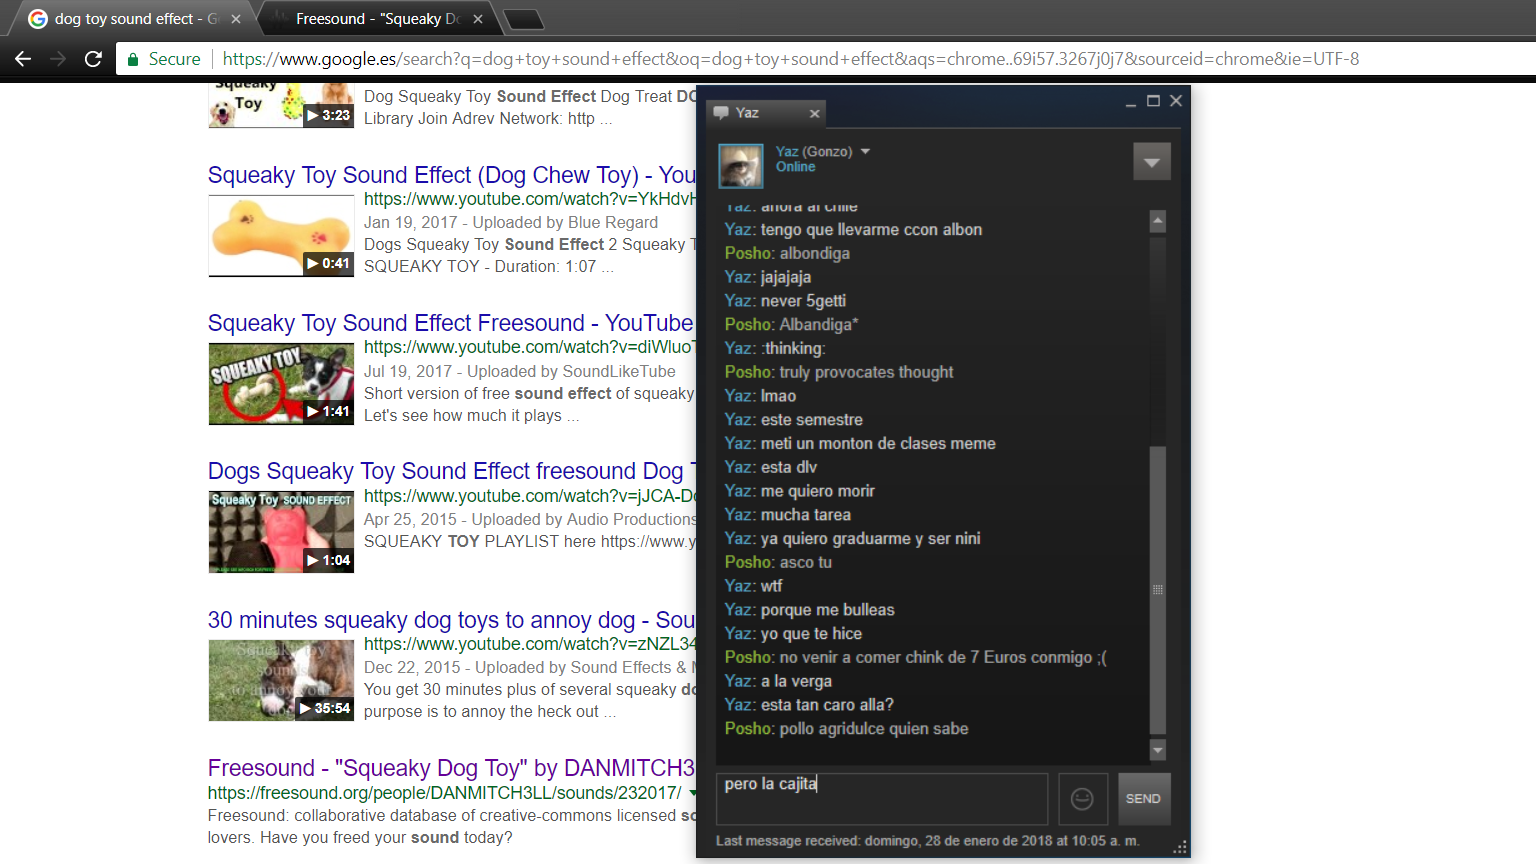 dog toy sound effect - G
Freesound - "Squeaky Do
Secure
https://www.google.es/search?q=dog+toy+sound+effect&oq=dog+toy+sound+effect&aqs=chrome..69i57.3267j0j7&sourceid=chrome&ie=UTF-8
Squeaky
Toy
3:23
Dog Squeaky Toy Sound Effect Dog Treat DO
Library Join Adrev Network: http ...
Squeaky Toy Sound Effect (Dog Chew Toy) - You
https://www.youtube.com/watch?v=YkHdvH
Jan 19, 2017 - Uploaded by Blue Regard
Dogs Squeaky Toy Sound Effect 2 Squeaky T
SQUEAKY TOY - Duration: 1:07 ...
0:41
Squeaky Toy Sound Effect Freesound - YouTube
https://www.youtube.com/watch?v=diWluoT
Jul 19, 2017 - Uploaded by SoundLikeTube
Short version of free sound effect of squeaky
Let's see how much it plays ...
SQUEAKY TOY
1:41
Dogs Squeaky Toy Sound Effect freesound Dog T
https://www.youtube.com/watch?v=jJCA-Do
Apr 25, 2015 - Uploaded by Audio Productions
SQUEAKY TOY PLAYLIST here https://www.y
Squeaky Toy SOUND EFFECT
1:04
30 minutes squeaky dog toys to annoy dog - Sou
https://www.youtube.com/watch?v=zNZL34
Dec 22, 2015 - Uploaded by Sound Effects & M
You get 30 minutes plus of several squeaky do
purpose is to annoy the heck out ...
Squeaky toy
sounds
to annoy your
35:54
Freesound - "Squeaky Dog Toy" by DANMITCH3
https://freesound.org/people/DANMITCH3LL/sounds/232017/
Freesound: collaborative database of creative-commons licensed so
lovers. Have you freed your sound today?
Yaz
Yaz (Gonzo)
Online
Yaz: ahora al chile
Yaz: tengo que llevarme ccon albon
Posho: albondiga
Yaz: jajajaja
Yaz: never 5getti
Posho: Albandiga*
Yaz: :thinking:
Posho: truly provocates thought
Yaz: lmao
Yaz: este semestre
Yaz: meti un monton de clases meme
Yaz: esta dlv
Yaz: me quiero morir
Yaz: mucha tarea
Yaz: ya quiero graduarme y ser nini
Posho: asco tu
Yaz: wtf
Yaz: porque me bulleas
Yaz: yo que te hice
Posho: no venir a comer chink de 7 Euros conmigo ;(
Yaz: a la verga
Yaz: esta tan caro alla?
Posho: pollo agridulce quien sabe
pero la cajita
SEND
Last message received: domingo, 28 de enero de 2018 at 10:05 a. m.